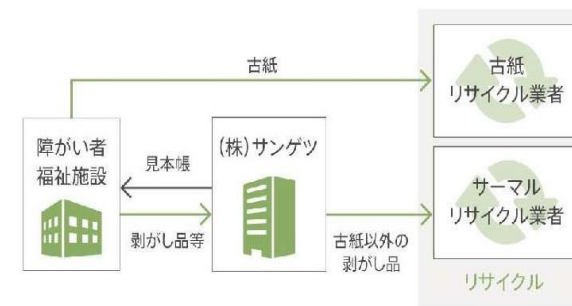 古紙
古紙
リサイクル業者
障がい者
福祉施設
見本帳
(株)サンゲツ
剥がし品等
古紙以外の
剥がし品
サーマル
リサイクル業者
リサイクル